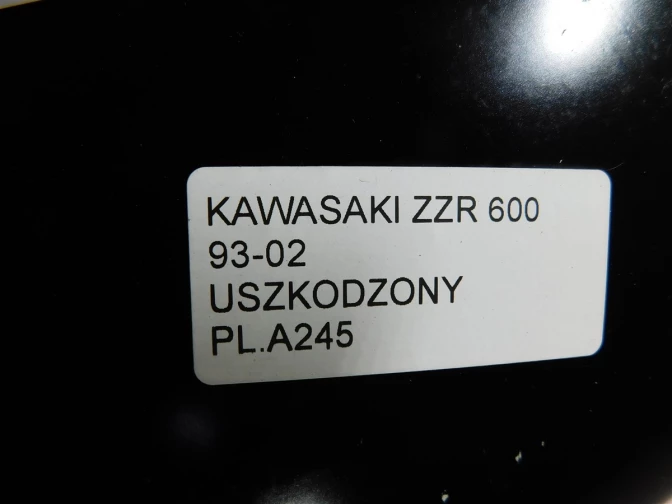 KAWASAKI ZZR 600
93-02
USZKODZONY
PL.A245